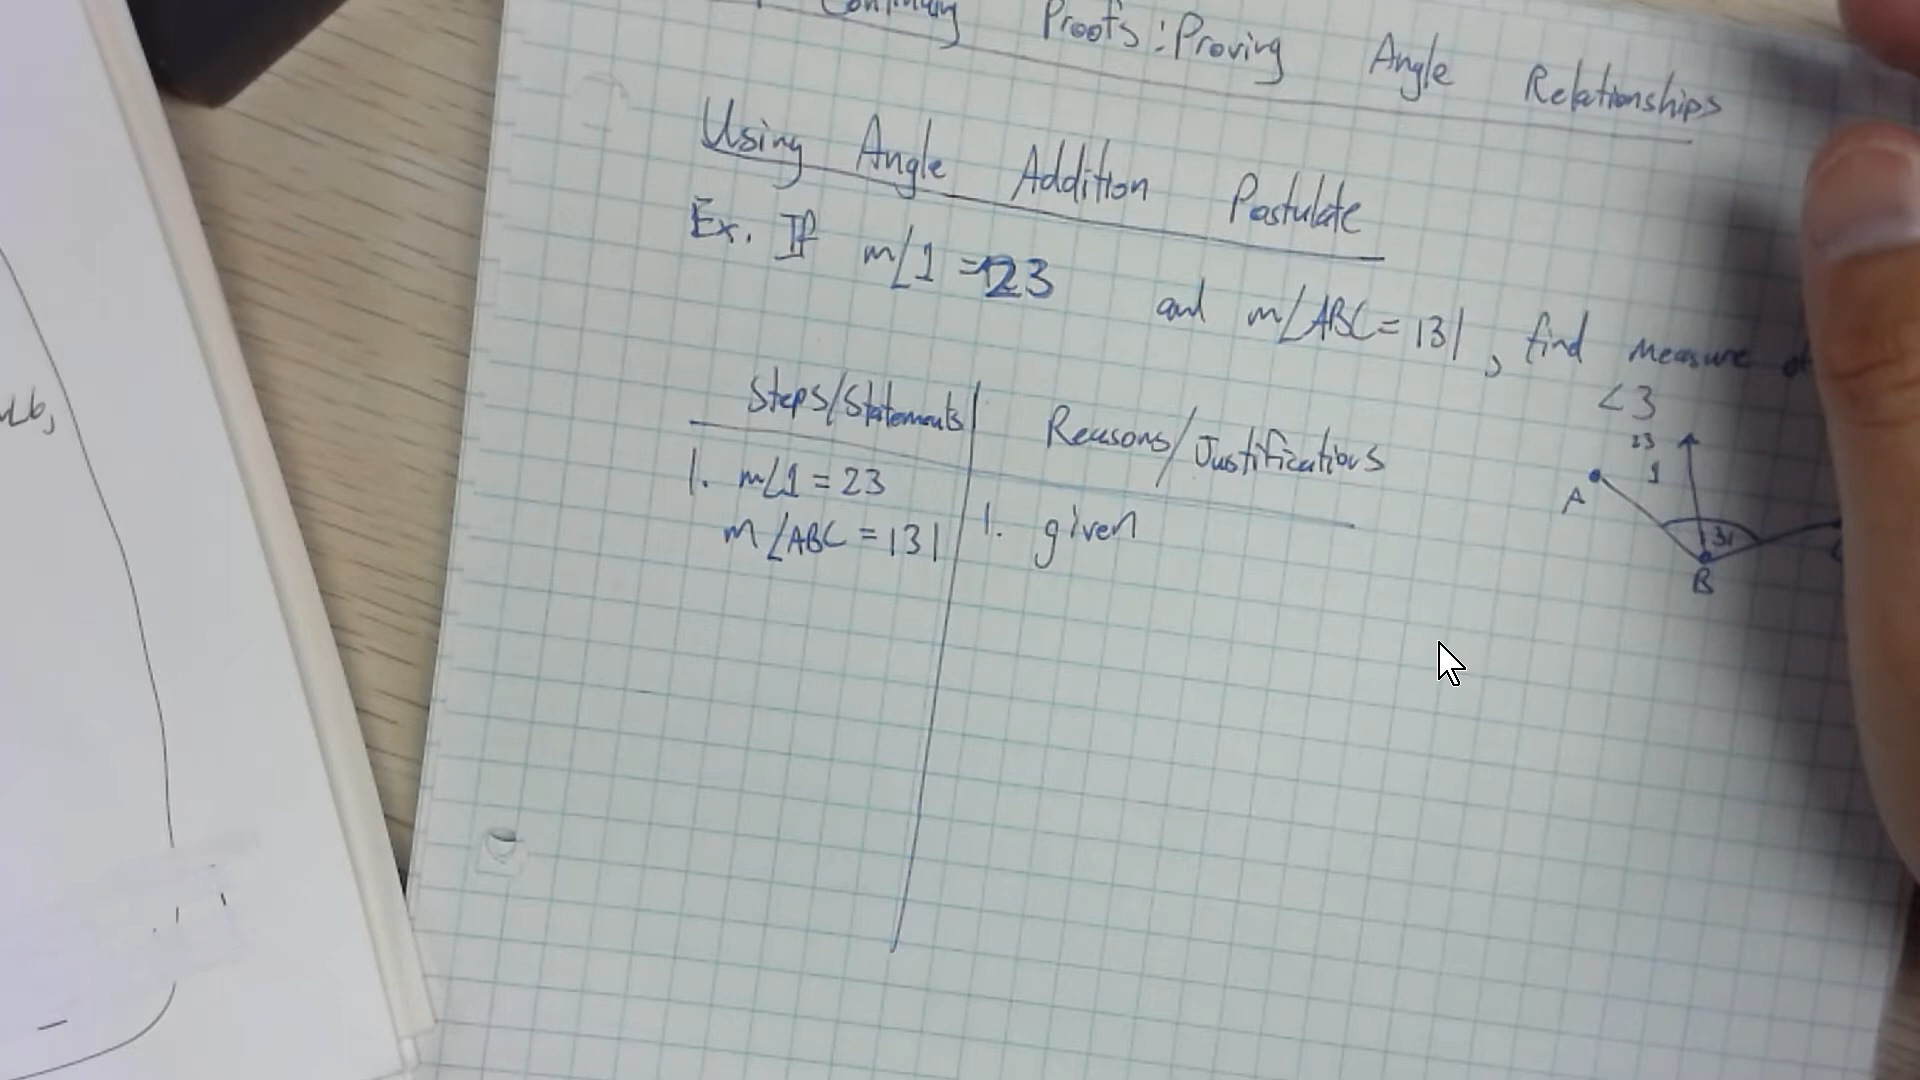 Proofs: Proving Angle Relationships
Using Angle Addition Postulate
Ex. If m∠1 = 23 and m∠ABC = 131, find measure of
∠3
Steps/Statements Reasons/Justifications
1. m∠1 = 23
m∠ABC = 131 1. given
23
1
A
131
B